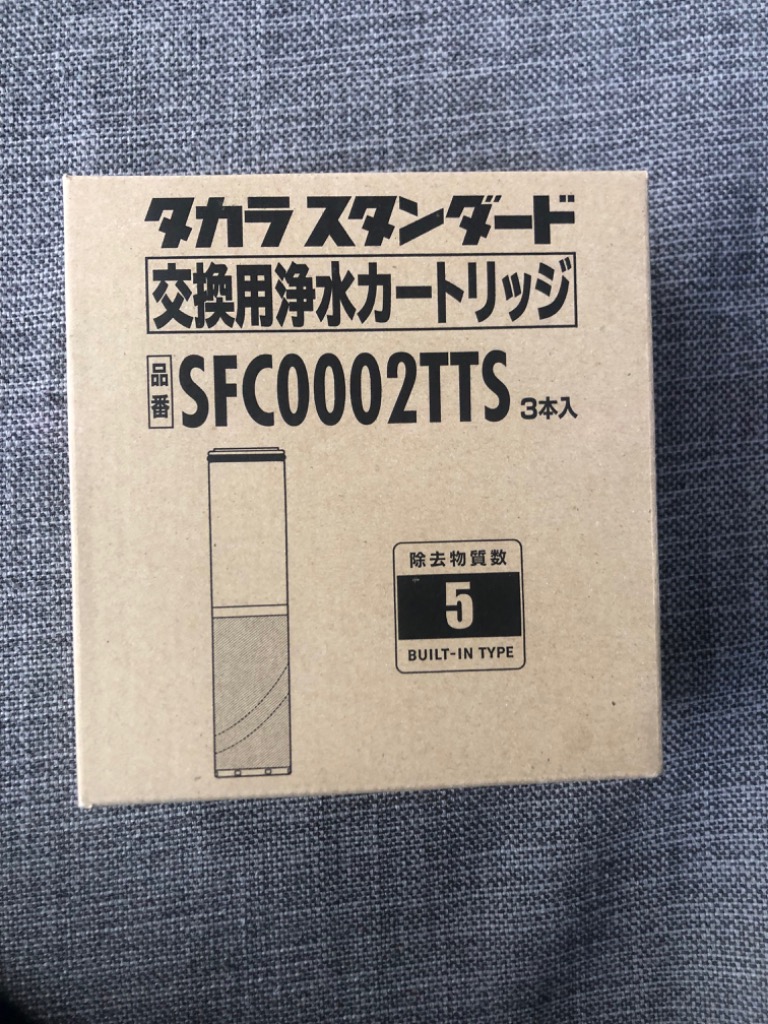 タカラスタンダード
交換用浄水カートリッジ
品番 SFC0002TTS 3本入
除去物質数
5
BUILT-IN TYPE